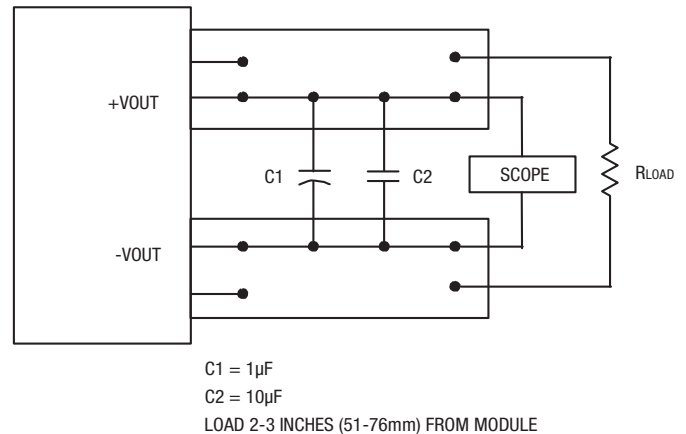 +VOUT
C1
C2
SCOPE
RLOAD
-VOUT
C1 = 1µF
C2 = 10µF
LOAD 2-3 INCHES (51-76mm) FROM MODULE